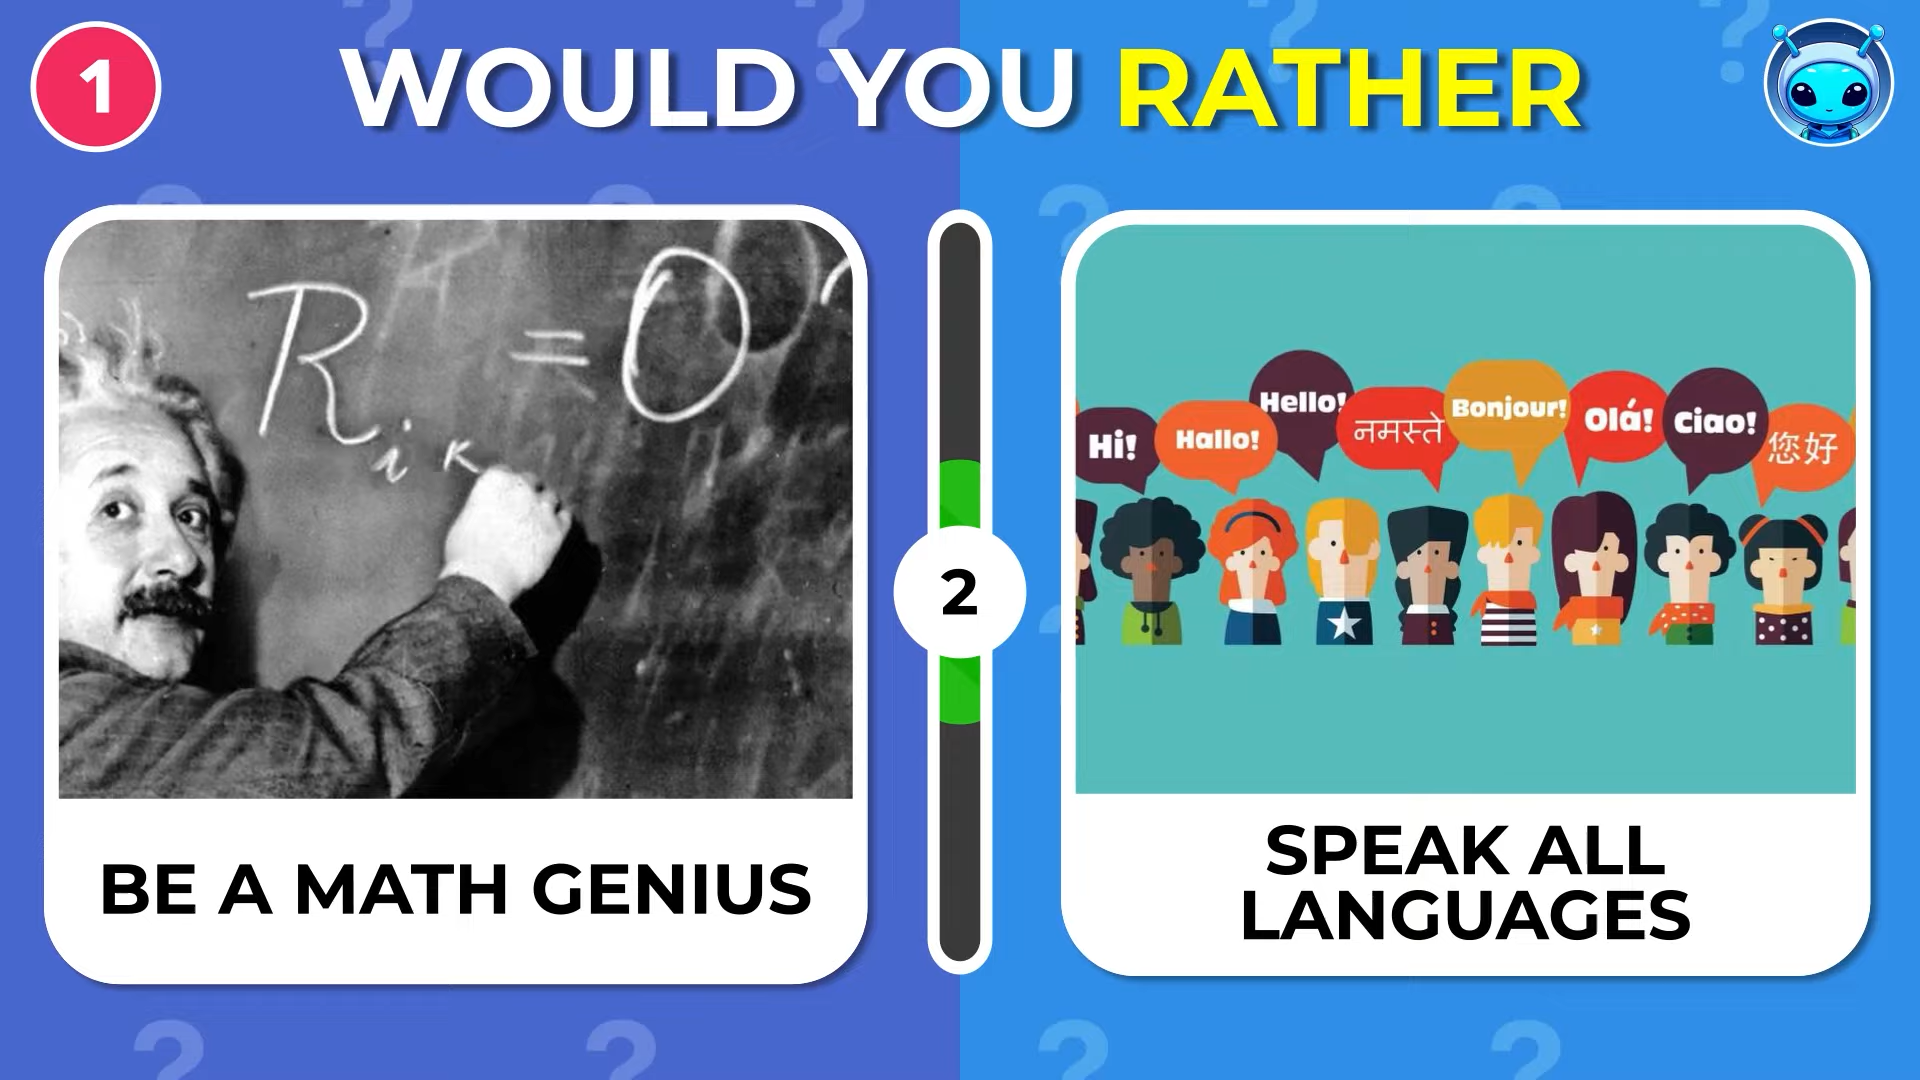 1
WOULD YOU RATHER
R i κ = 0
Hi!
Hallo!
Hello!
नमस्ते
Bonjour!
Olá!
Ciao!
您好
2
BE A MATH GENIUS
SPEAK ALL
LANGUAGES